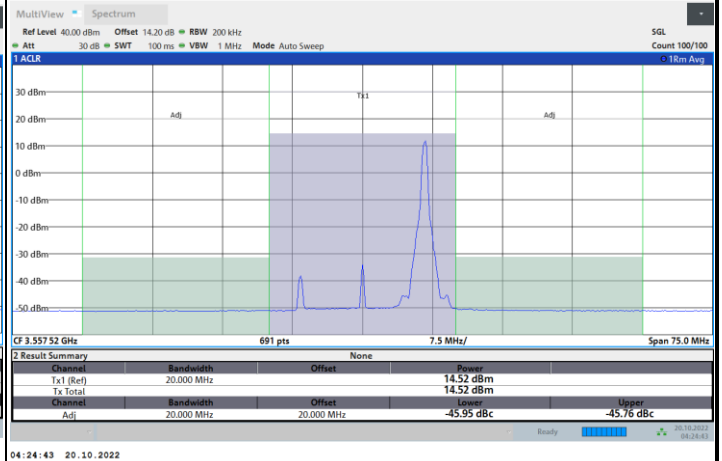 MultiView Spectrum
Ref Level 40.00 dBm Offset 14.20 dB RBW 200 kHz SGL
Att 30 dB SWT 100 ms VBW 1 MHz Mode Auto Sweep Count 100/100
1 ACLR 1Rm Avg
30 dBm
Tx1
20 dBm
Adj Adj
10 dBm
0 dBm
-10 dBm
-20 dBm
-30 dBm
-40 dBm
-50 dBm
CF 3.557 52 GHz 691 pts 7.5 MHz/ Span 75.0 MHz
2 Result Summary None
Channel Bandwidth Offset Power
Tx1 (Ref) 20.000 MHz 14.52 dBm
Tx Total 14.52 dBm
Channel Bandwidth Offset Lower Upper
Adj 20.000 MHz 20.000 MHz -45.95 dBc -45.76 dBc
Ready 20.10.2022
04:24:43
04:24:43 20.10.2022